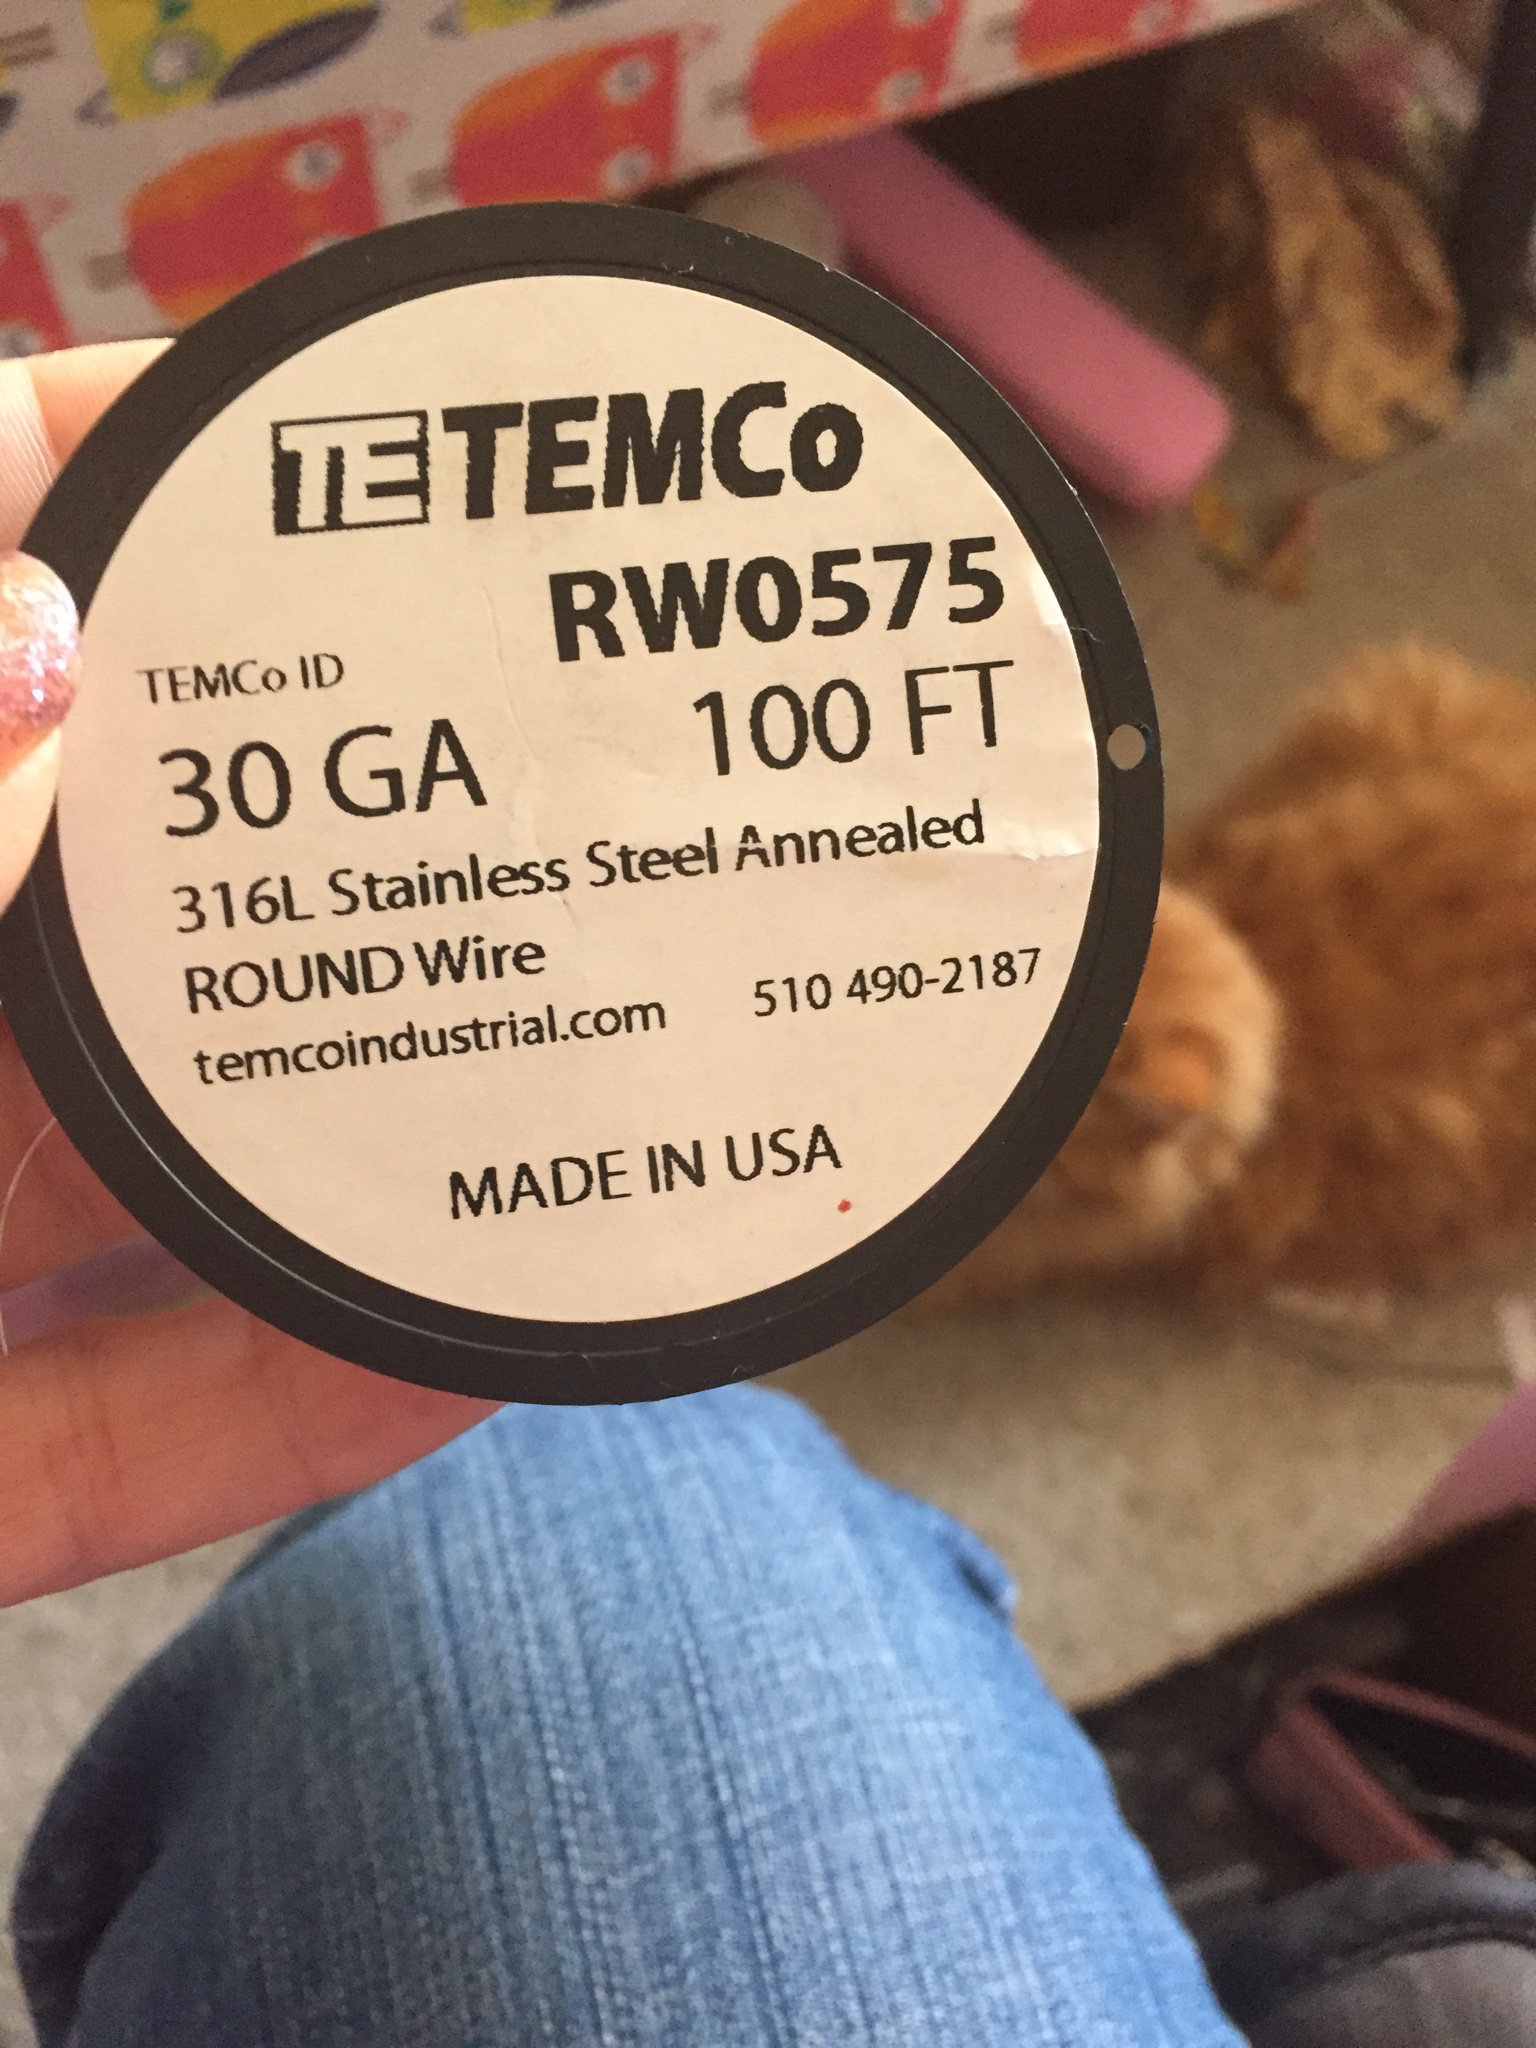 TE TEMCo
RW0575
TEMCo ID
30 GA 100 FT
316L Stainless Steel Annealed
ROUND Wire
temcoindustrial.com 510 490-2187
MADE IN USA